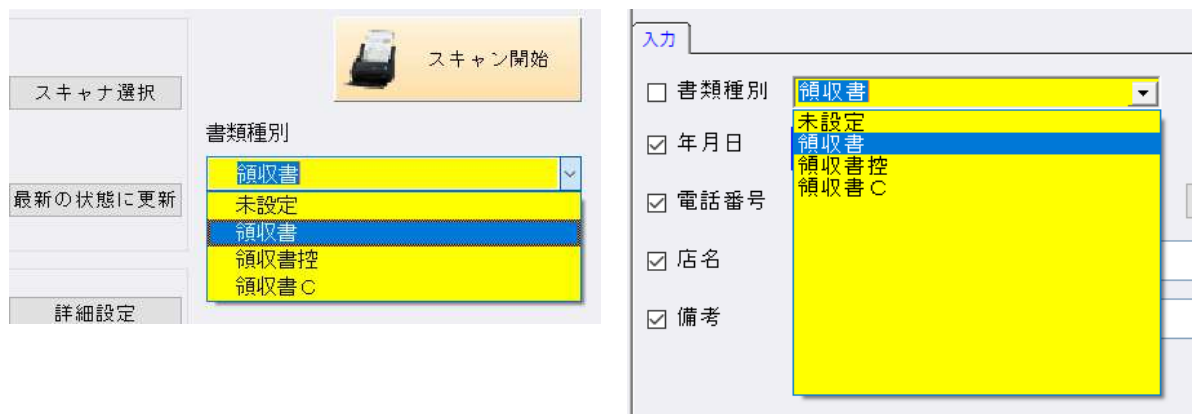 スキャン開始
スキャナ選択
書類種別
領収書
最新の状態に更新
未設定
領収書
領収書控
領収書Ｃ
詳細設定
入力
書類種別
領収書
未設定
年月日
領収書
領収書控
電話番号
領収書Ｃ
店名
備考